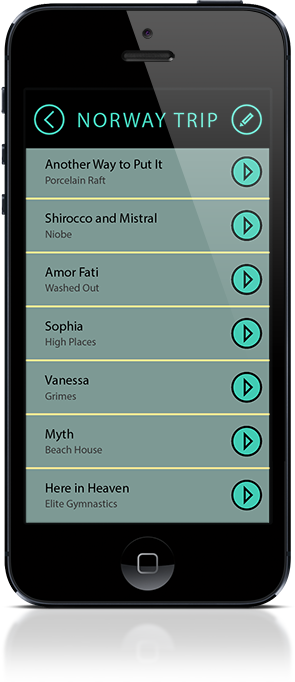 NORWAY TRIP
Another Way to Put It
Porcelain Raft
Shirocco and Mistral
Niobe
Amor Fati
Washed Out
Sophia
High Places
Vanessa
Grimes
Myth
Beach House
Here in Heaven
Elite Gymnastics